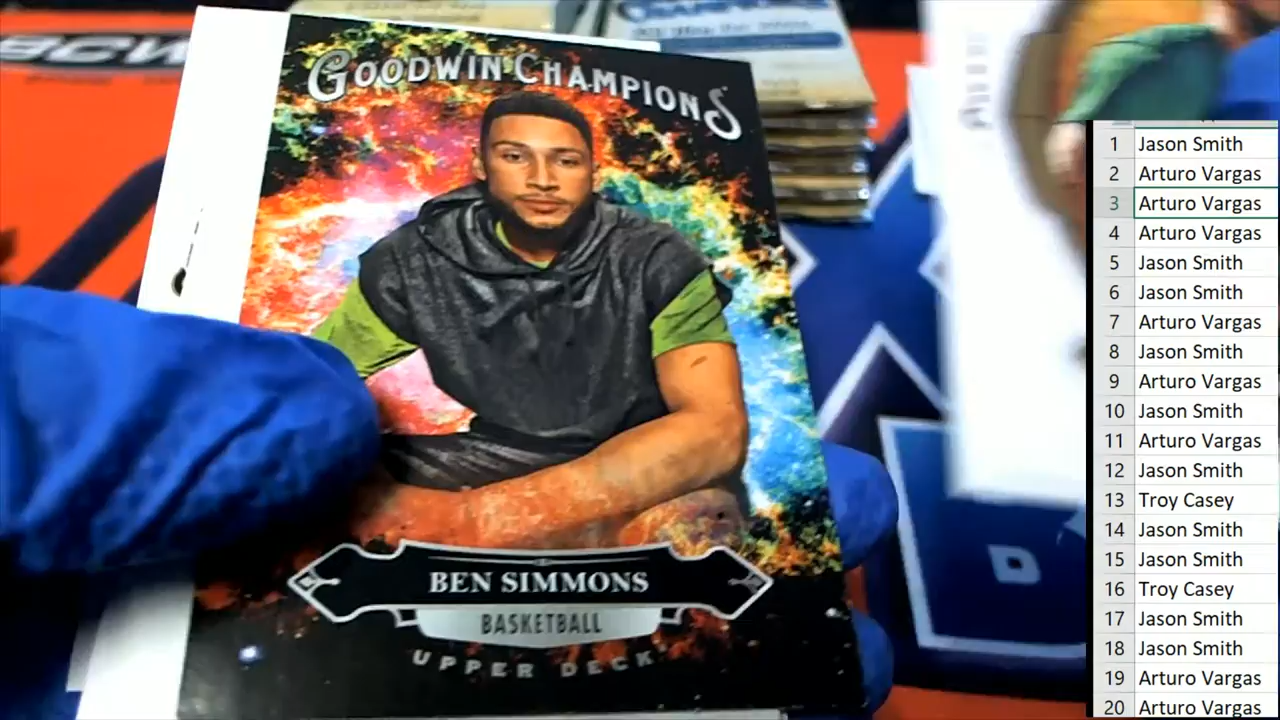 SCW
GOODWIN CHAMPIONS
BEN SIMMONS
BASKETBALL
UPPER DECK
D
1 Jason Smith
2 Arturo Vargas
3 Arturo Vargas
4 Arturo Vargas
5 Jason Smith
6 Jason Smith
7 Arturo Vargas
8 Jason Smith
9 Arturo Vargas
10 Jason Smith
11 Arturo Vargas
12 Jason Smith
13 Troy Casey
14 Jason Smith
15 Jason Smith
16 Troy Casey
17 Jason Smith
18 Jason Smith
19 Arturo Vargas
20 Arturo Vargas